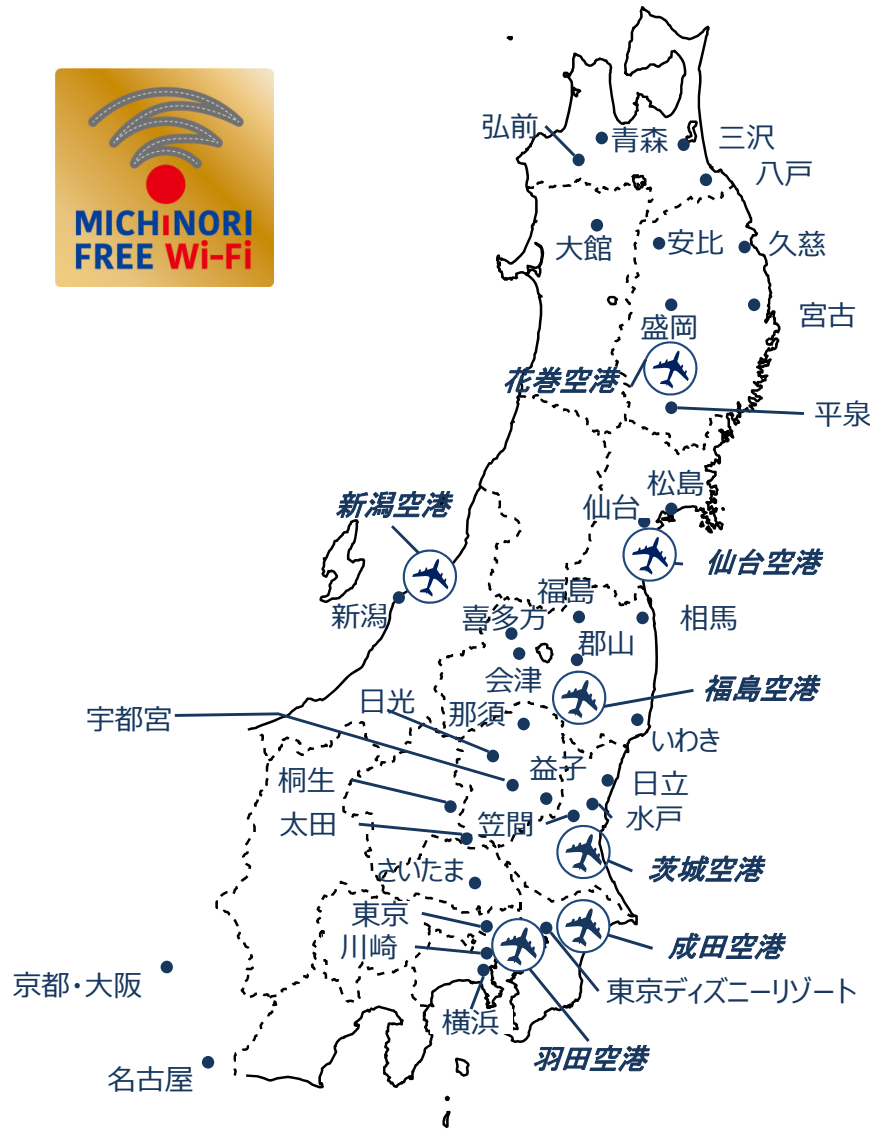 MICHiNORI
FREE Wi-Fi
弘前
青森
三沢
八戸
大館
安比
久慈
宮古
盛岡
花巻空港
平泉
松島
仙台
新潟空港
仙台空港
福島
新潟
喜多方
相馬
郡山
会津
福島空港
日光
那須
宇都宮
いわき
益子
桐生
日立
太田
笠間
水戸
さいたま
茨城空港
東京
川崎
成田空港
京都・大阪
東京ディズニーリゾート
横浜
羽田空港
名古屋